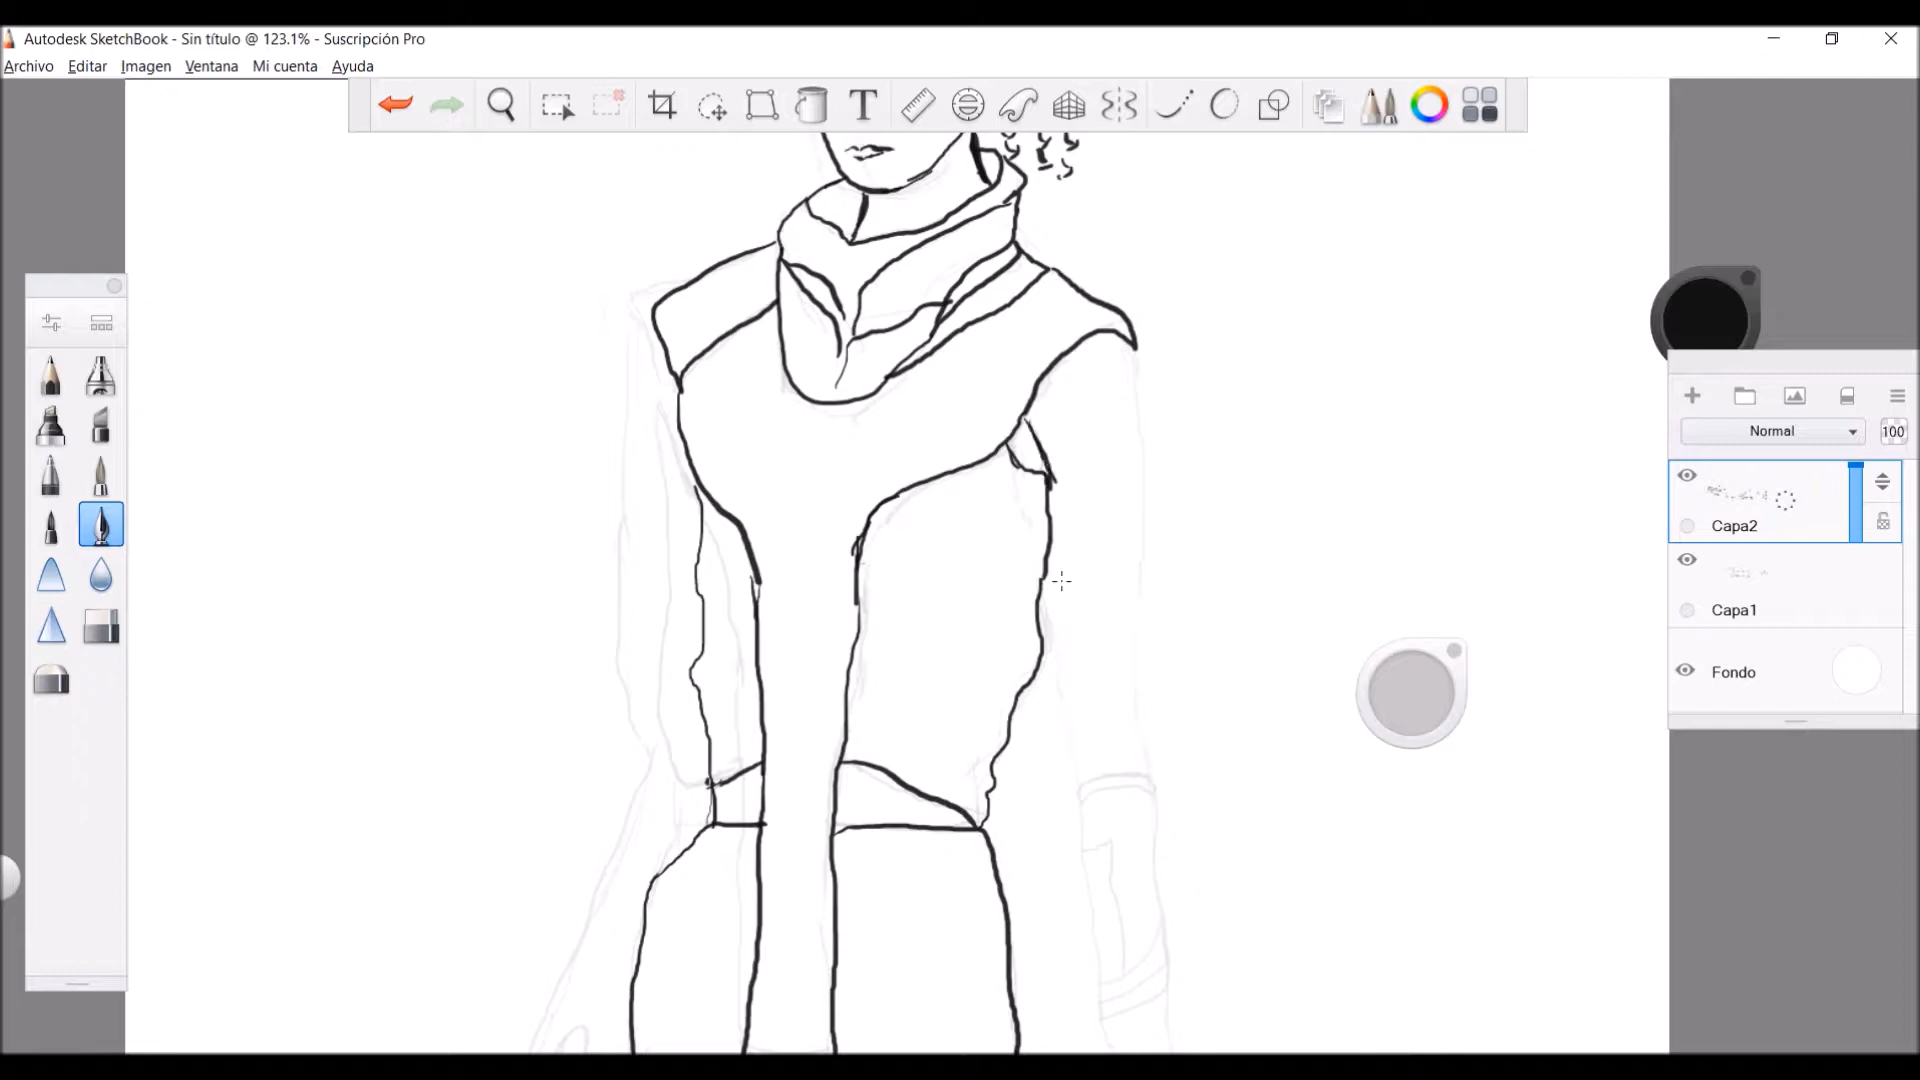 Autodesk SketchBook - Sin título @ 123.1% - Suscripción Pro
Archivo Editar Imagen Ventana Mi cuenta Ayuda
T
Normal 100
Capa2
Capa1
Fondo